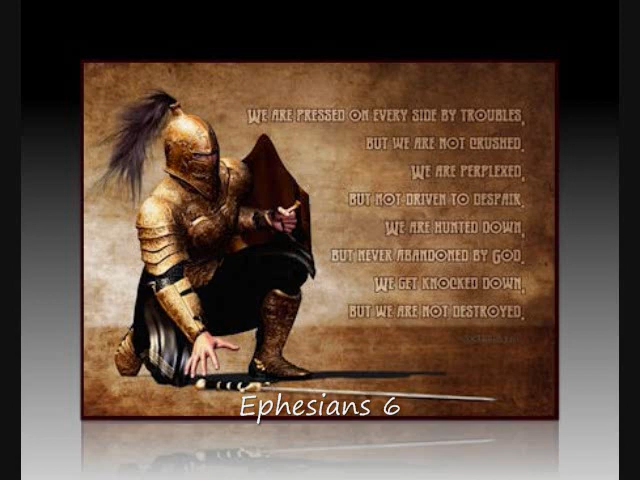 We are pressed on every side by troubles,
but we are not crushed.
We are perplexed,
but not driven to despair.
We are hunted down,
but never abandoned by God.
We get knocked down,
but we are not destroyed.
Ephesians 6